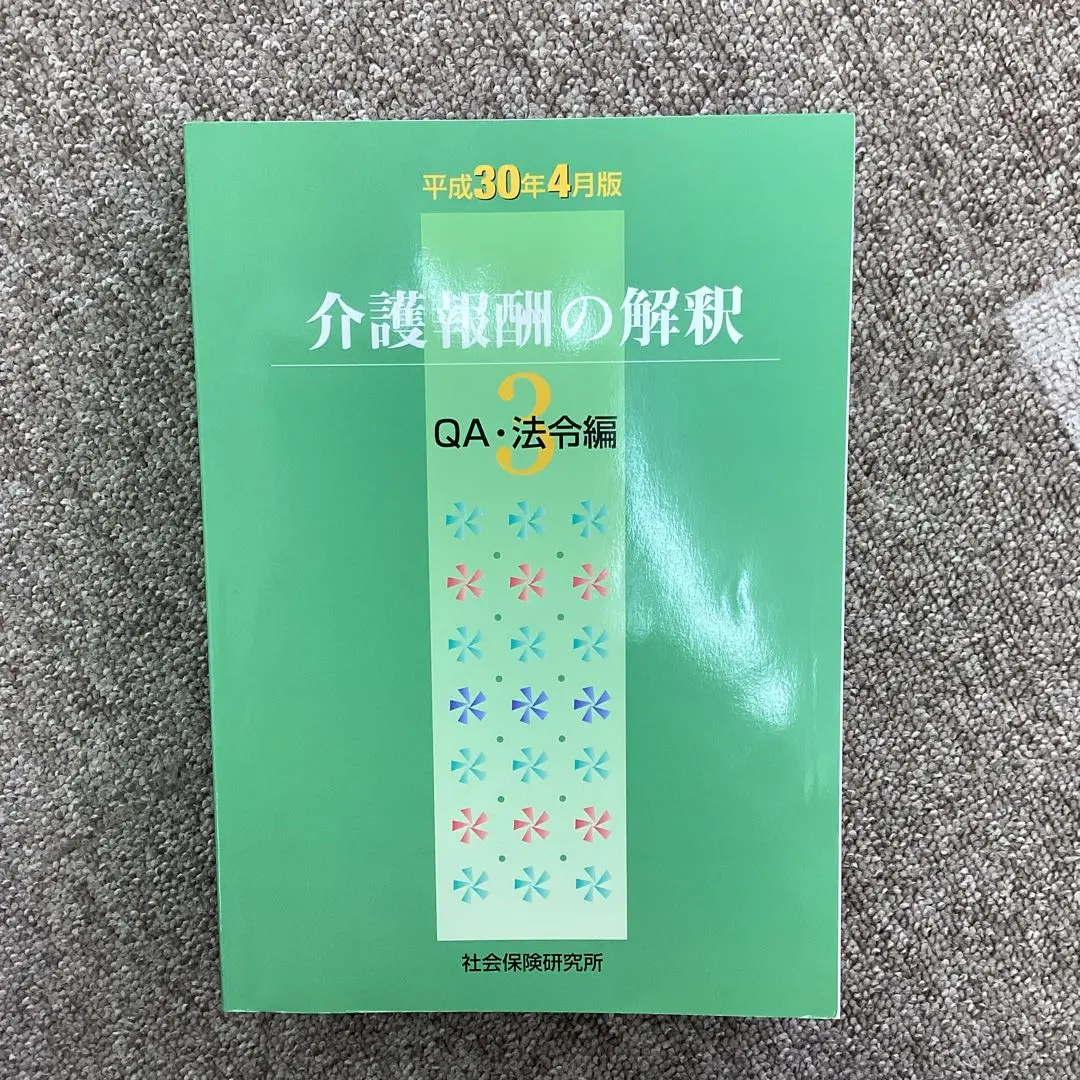 平成30年4月版
介護報酬の解釈
3
QA・法令編
社会保険研究所